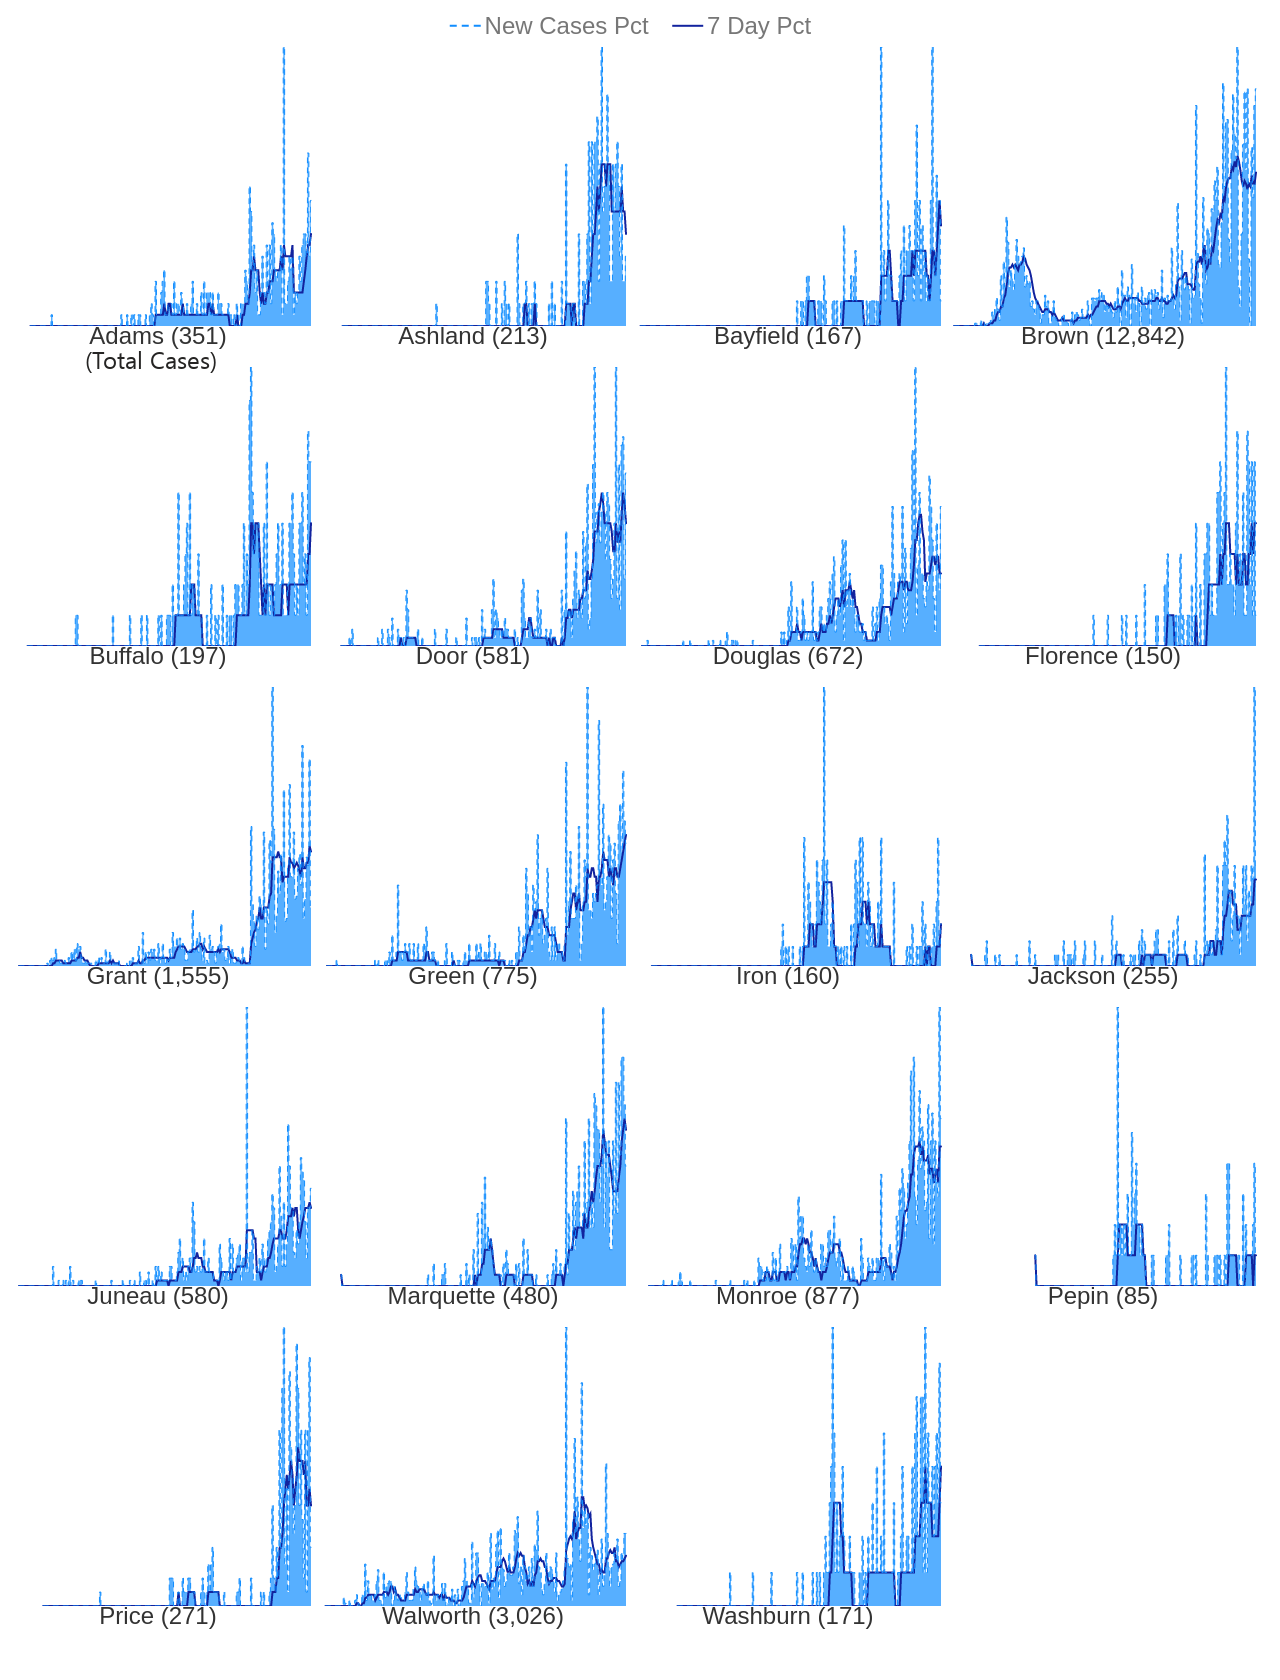 New Cases Pct 7 Day Pct
Adams (351) Ashland (213) Bayfield (167) Brown (12,842)
(Total Cases)
Buffalo (197) Door (581) Douglas (672) Florence (150)
Grant (1,555) Green (775) Iron (160) Jackson (255)
Juneau (580) Marquette (480) Monroe (877) Pepin (85)
Price (271) Walworth (3,026) Washburn (171)